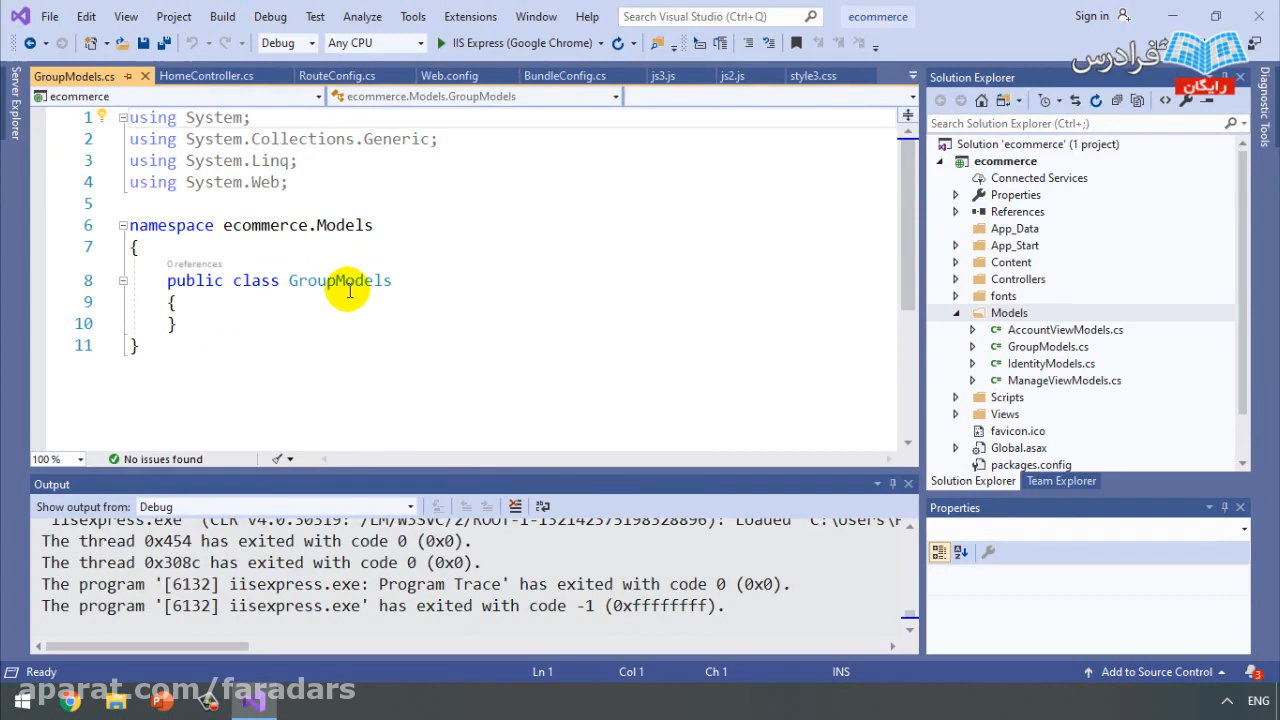 File Edit View Project Build Debug Test Analyze Tools Extensions Window Help Search Visual Studio (Ctrl+Q) ecommerce Sign in
Debug Any CPU IIS Express (Google Chrome)
فرادرس
رایگان
Server Explorer
GroupModels.cs HomeController.cs RouteConfig.cs Web.config BundleConfig.cs js3.js js2.js style3.css
ecommerce ecommerce.Models.GroupModels
1 using System;
2 using System.Collections.Generic;
3 using System.Linq;
4 using System.Web;
5
6 namespace ecommerce.Models
7 {
0 references
8 public class GroupModels
9 {
10 }
11 }
100 % No issues found
Output
Show output from: Debug
The thread 0x454 has exited with code 0 (0x0).
The thread 0x308c has exited with code 0 (0x0).
The program '[6132] iisexpress.exe: Program Trace' has exited with code 0 (0x0).
The program '[6132] iisexpress.exe' has exited with code -1 (0xffffffff).
Solution Explorer
Search Solution Explorer (Ctrl+;)
Solution 'ecommerce' (1 project)
ecommerce
Connected Services
Properties
References
App_Data
App_Start
Content
Controllers
fonts
Models
AccountViewModels.cs
GroupModels.cs
IdentityModels.cs
ManageViewModels.cs
Scripts
Views
favicon.ico
Global.asax
packages.config
Solution Explorer Team Explorer
Properties
Diagnostic Tools
Ready Ln 1 Col 1 Ch 1 INS Add to Source Control 3
aparat.com/faradars
ENG